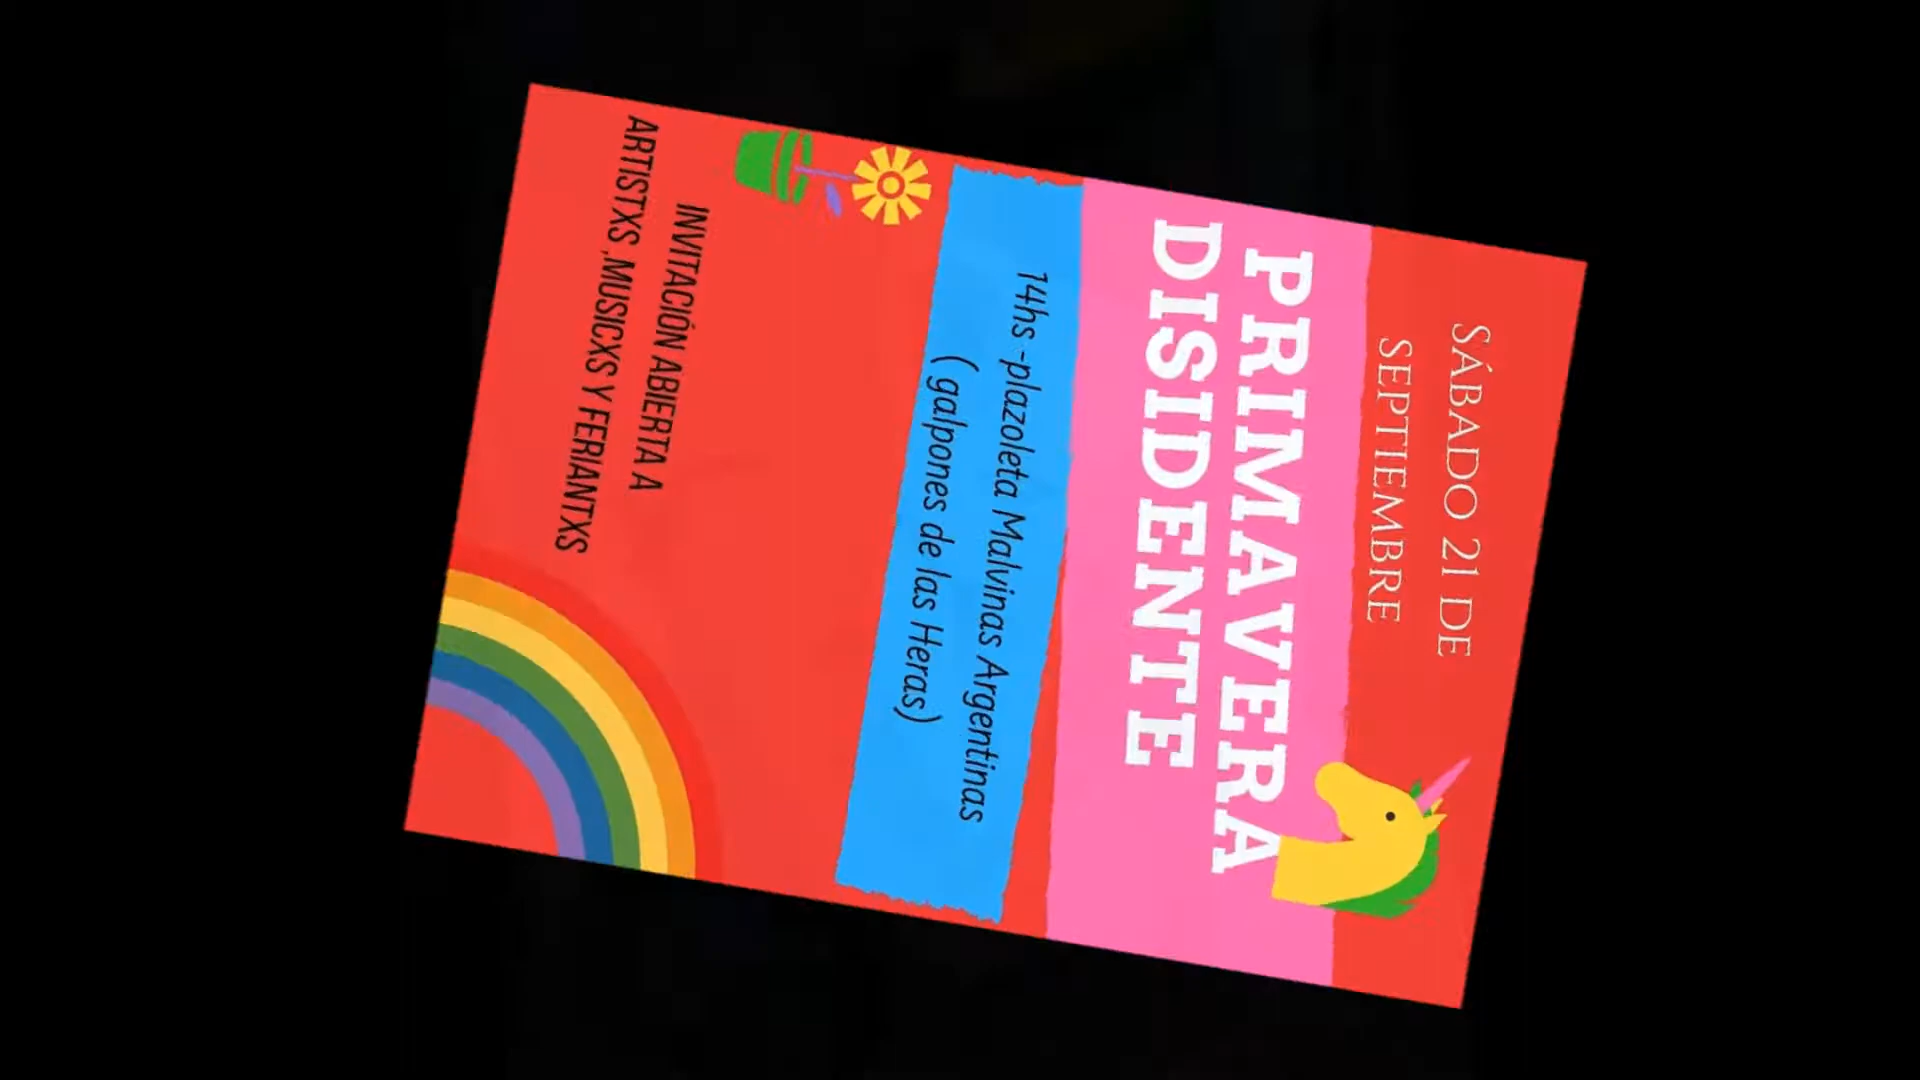 SÁBADO 21 DE
SEPTIEMBRE
PRIMAVERA
DISIDENTE
14hs -plazoleta Malvinas Argentinas
( galpones de las Heras)
INVITACIÓN ABIERTA A
ARTISTXS ,MUSICXS Y FERIANTXS